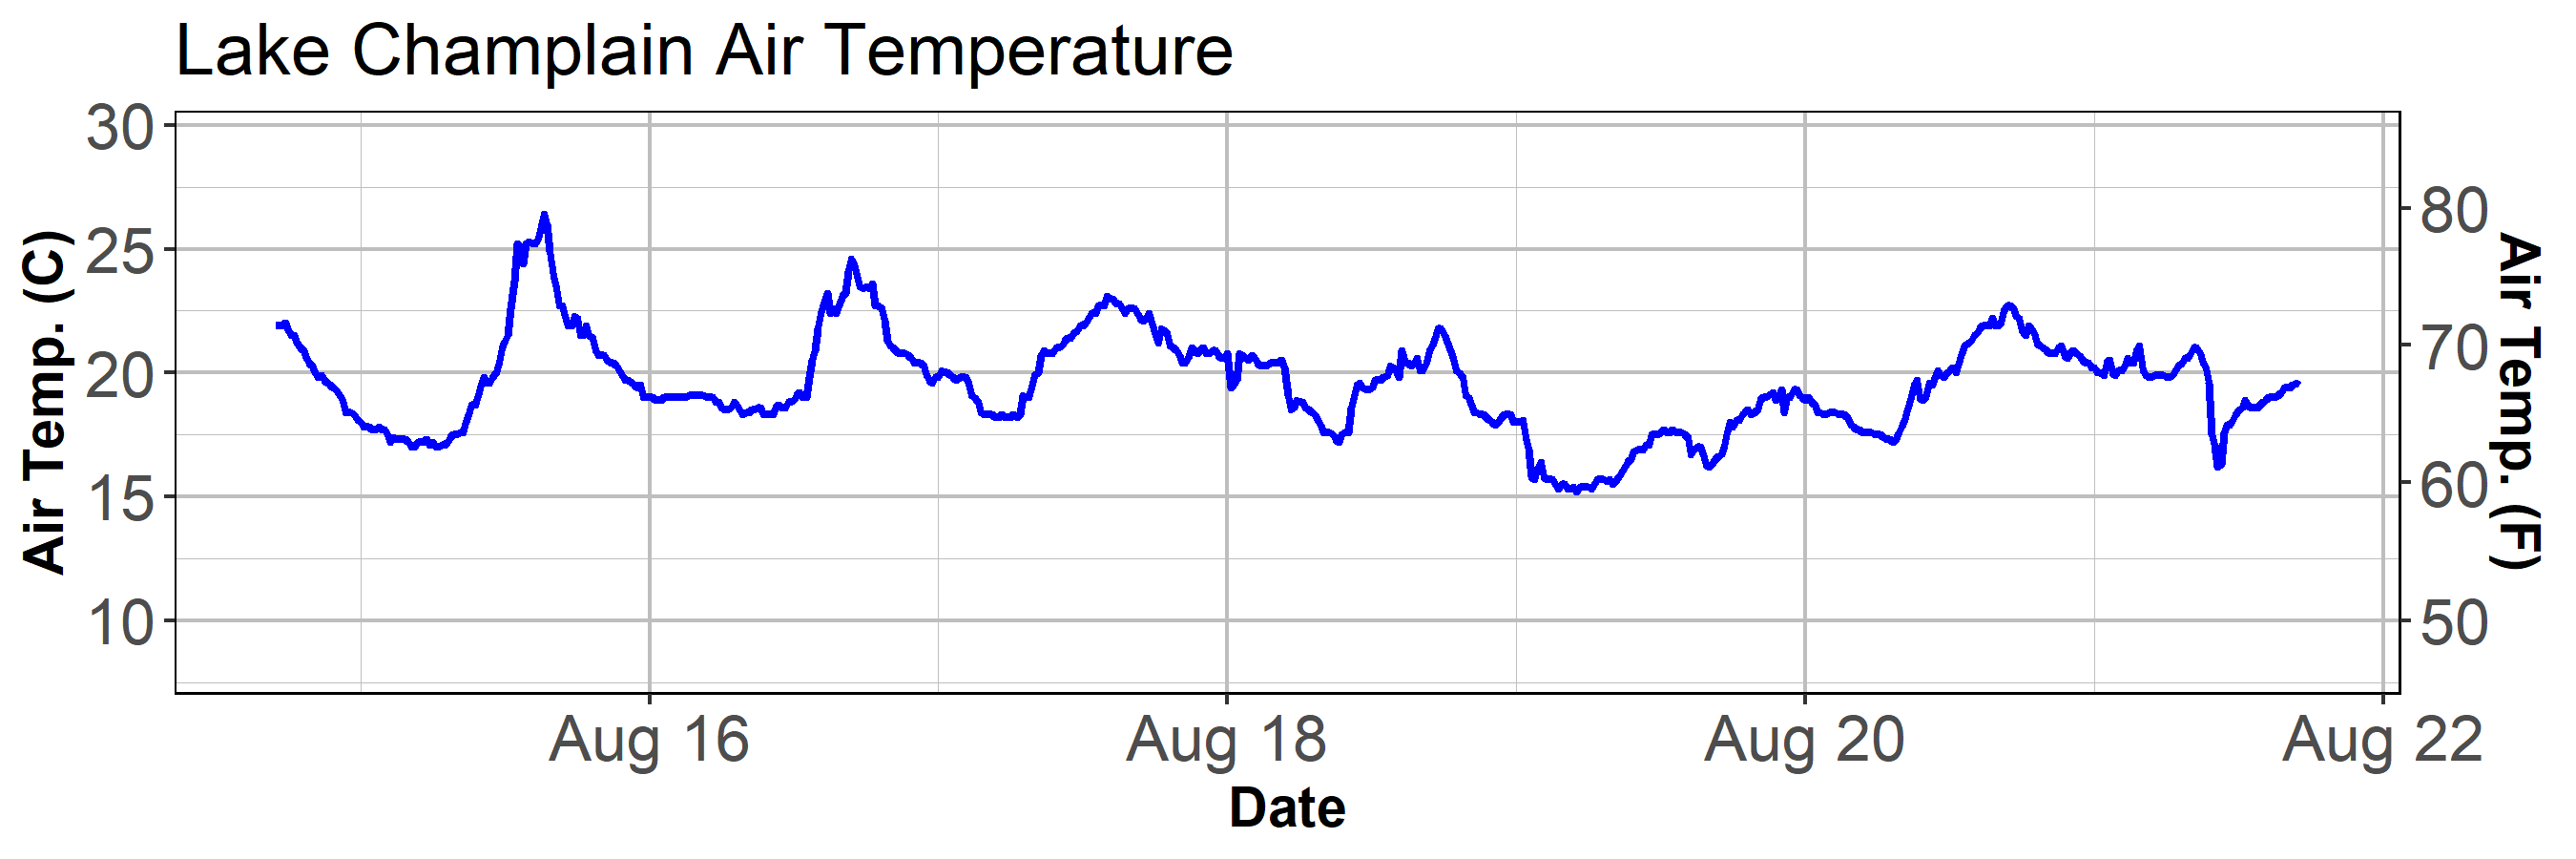 Lake Champlain Air Temperature
30
25
20
15
10
Air Temp. (C)
80
70
60
50
Air Temp. (F)
Aug 16
Aug 18
Aug 20
Aug 22
Date